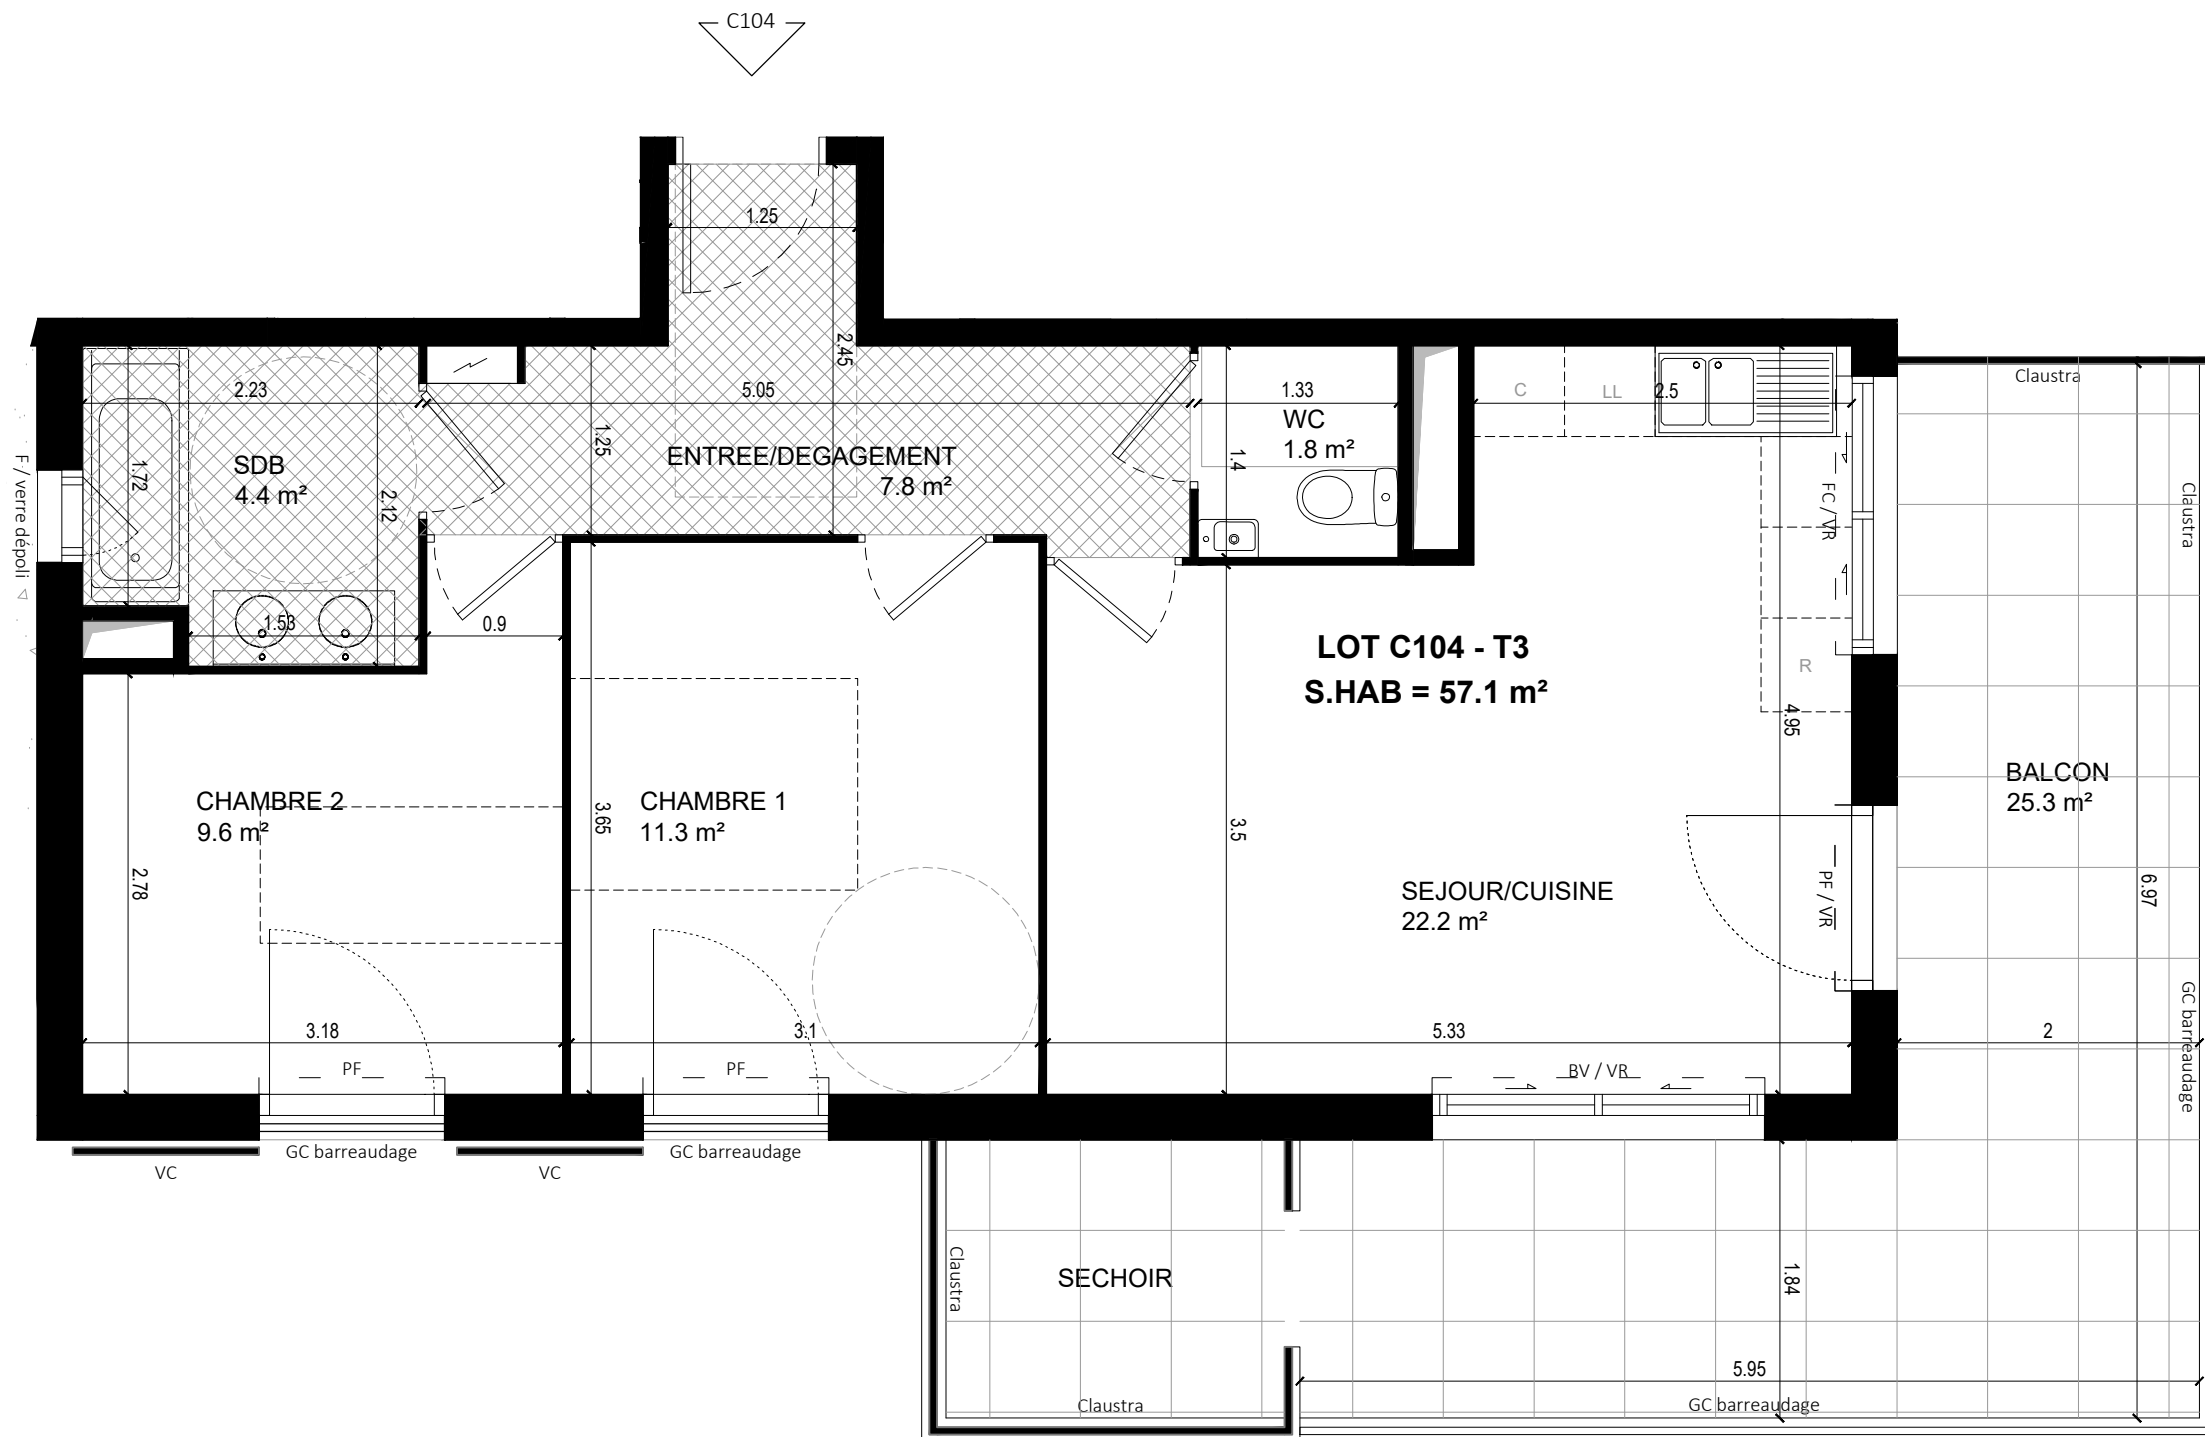 C104
1.25
2.45
Claustra
2.23
5.05
1.33
C
LL
2.5
WC
1.8 m²
1.25
ENTREE/DEGAGEMENT
7.8 m²
1.4
SDB
4.4 m²
1.72
2.12
F / verre dépoli
FC / VR
Claustra
1.53
0.9
LOT C104 - T3
S.HAB = 57.1 m²
R
4.95
BALCON
25.3 m²
CHAMBRE 2
9.6 m²
3.65
CHAMBRE 1
11.3 m²
3.5
2.78
SEJOUR/CUISINE
22.2 m²
PF / VR
6.97
3.18
3.1
5.33
2
GC barreaudage
PF
PF
BV / VR
GC barreaudage
GC barreaudage
VC
VC
SECHOIR
Claustra
1.84
5.95
Claustra
GC barreaudage